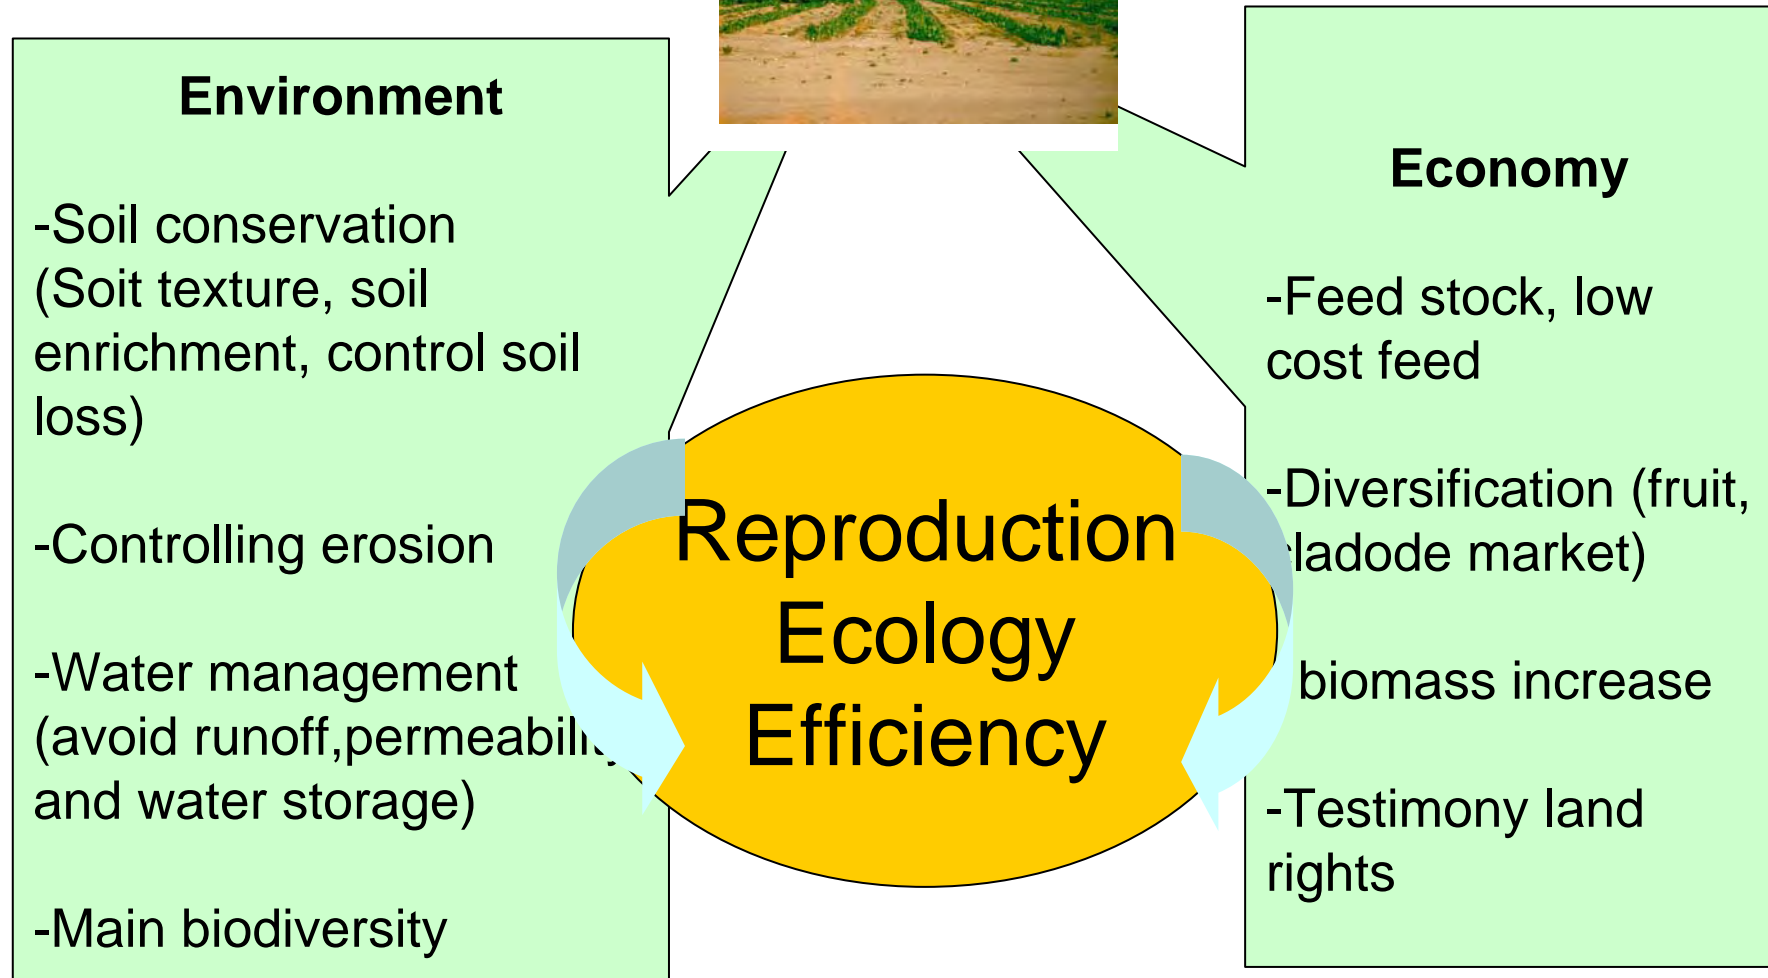 Environment
-Soil conservation
(Soit texture, soil
enrichment, control soil
loss)
-Controlling erosion
-Water management
(avoid runoff,permeability
and water storage)
-Main biodiversity
Reproduction
Ecology
Efficiency
Economy
-Feed stock, low
cost feed
-Diversification (fruit,
cladode market)
biomass increase
-Testimony land
rights